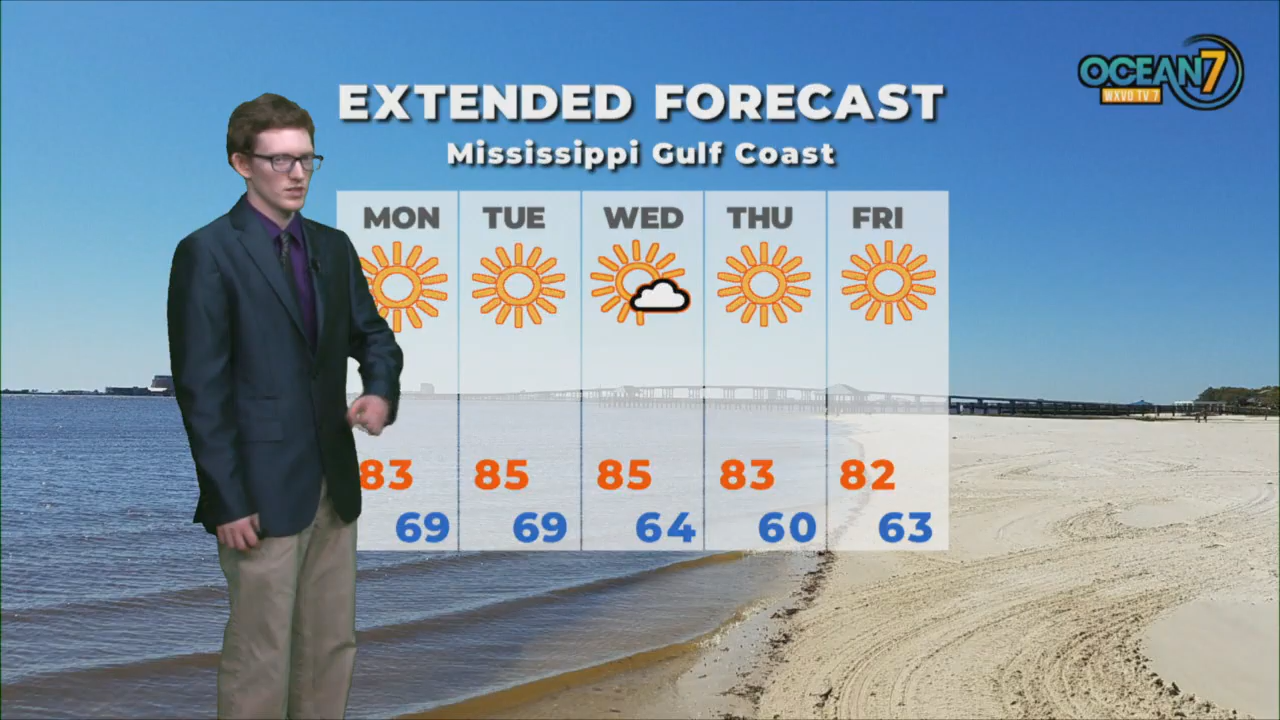 OCEAN7
WXVO TV 7
EXTENDED FORECAST
Mississippi Gulf Coast
MON TUE WED THU FRI
83 85 85 83 82
69 69 64 60 63